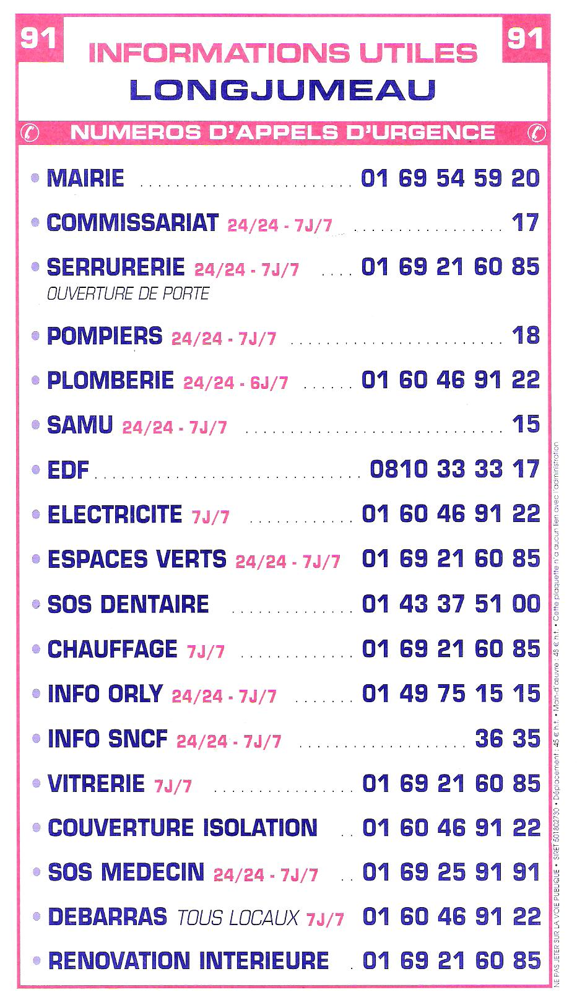 91 91
INFORMATIONS UTILES
LONGJUMEAU
NUMEROS D'APPELS D'URGENCE
• MAIRIE ........................ 01 69 54 59 20
• COMMISSARIAT 24/24 - 7J/7 ................. 17
• SERRURERIE 24/24 - 7J/7 .... 01 69 21 60 85
OUVERTURE DE PORTE
• POMPIERS 24/24 - 7J/7 ........................ 18
• PLOMBERIE 24/24 - 6J/7 ...... 01 60 46 91 22
• SAMU 24/24 - 7J/7 ............................. 15
• EDF .............................. 0810 33 33 17
• ELECTRICITE 7J/7 ............ 01 60 46 91 22
• ESPACES VERTS 24/24 - 7J/7 01 69 21 60 85
• SOS DENTAIRE .............. 01 43 37 51 00
• CHAUFFAGE 7J/7 ............. 01 69 21 60 85
• INFO ORLY 24/24 - 7J/7 ....... 01 49 75 15 15
• INFO SNCF 24/24 - 7J/7 ................... 36 35
• VITRERIE 7J/7 ................ 01 69 21 60 85
• COUVERTURE ISOLATION .. 01 60 46 91 22
• SOS MEDECIN 24/24 - 7J/7 .. 01 69 25 91 91
• DEBARRAS TOUS LOCAUX 7J/7 01 60 46 91 22
• RENOVATION INTERIEURE . 01 69 21 60 85
NE PAS JETER SUR LA VOIE PUBLIQUE • SIRET 501802730 • Déplacement : 45 € h.t. • Main-d'œuvre : 48 € h.t. • Cette plaquette n'a aucun lien avec l'administration